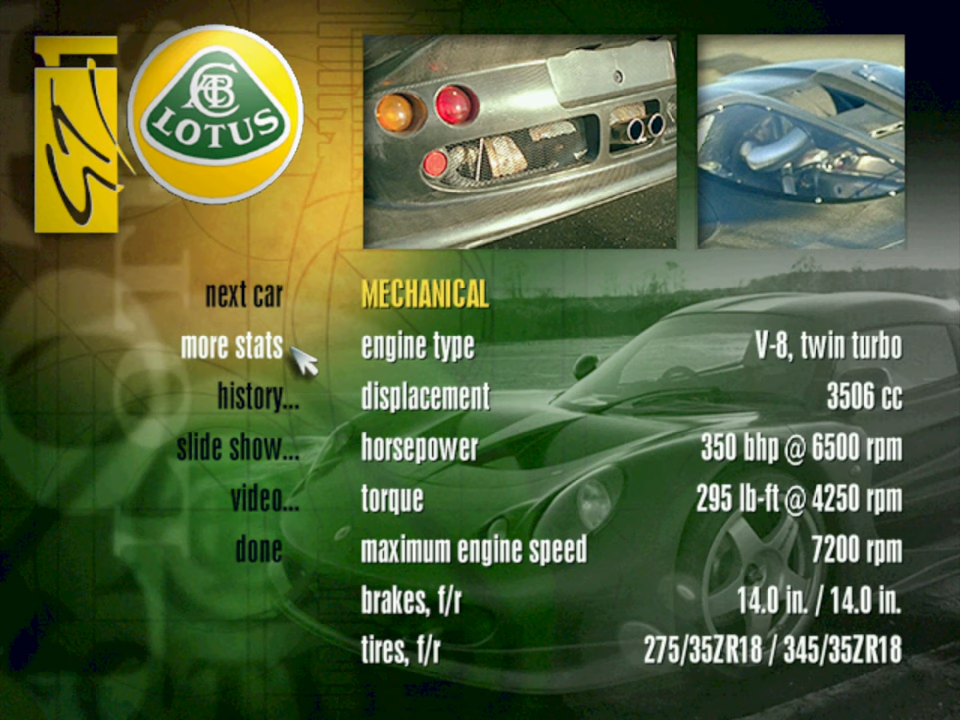 LOTUS
next car
more stats
history...
slide show...
video...
done
MECHANICAL
engine type V-8, twin turbo
displacement 3506 cc
horsepower 350 bhp @ 6500 rpm
torque 295 lb-ft @ 4250 rpm
maximum engine speed 7200 rpm
brakes, f/r 14.0 in. / 14.0 in.
tires, f/r 275/35ZR18 / 345/35ZR18